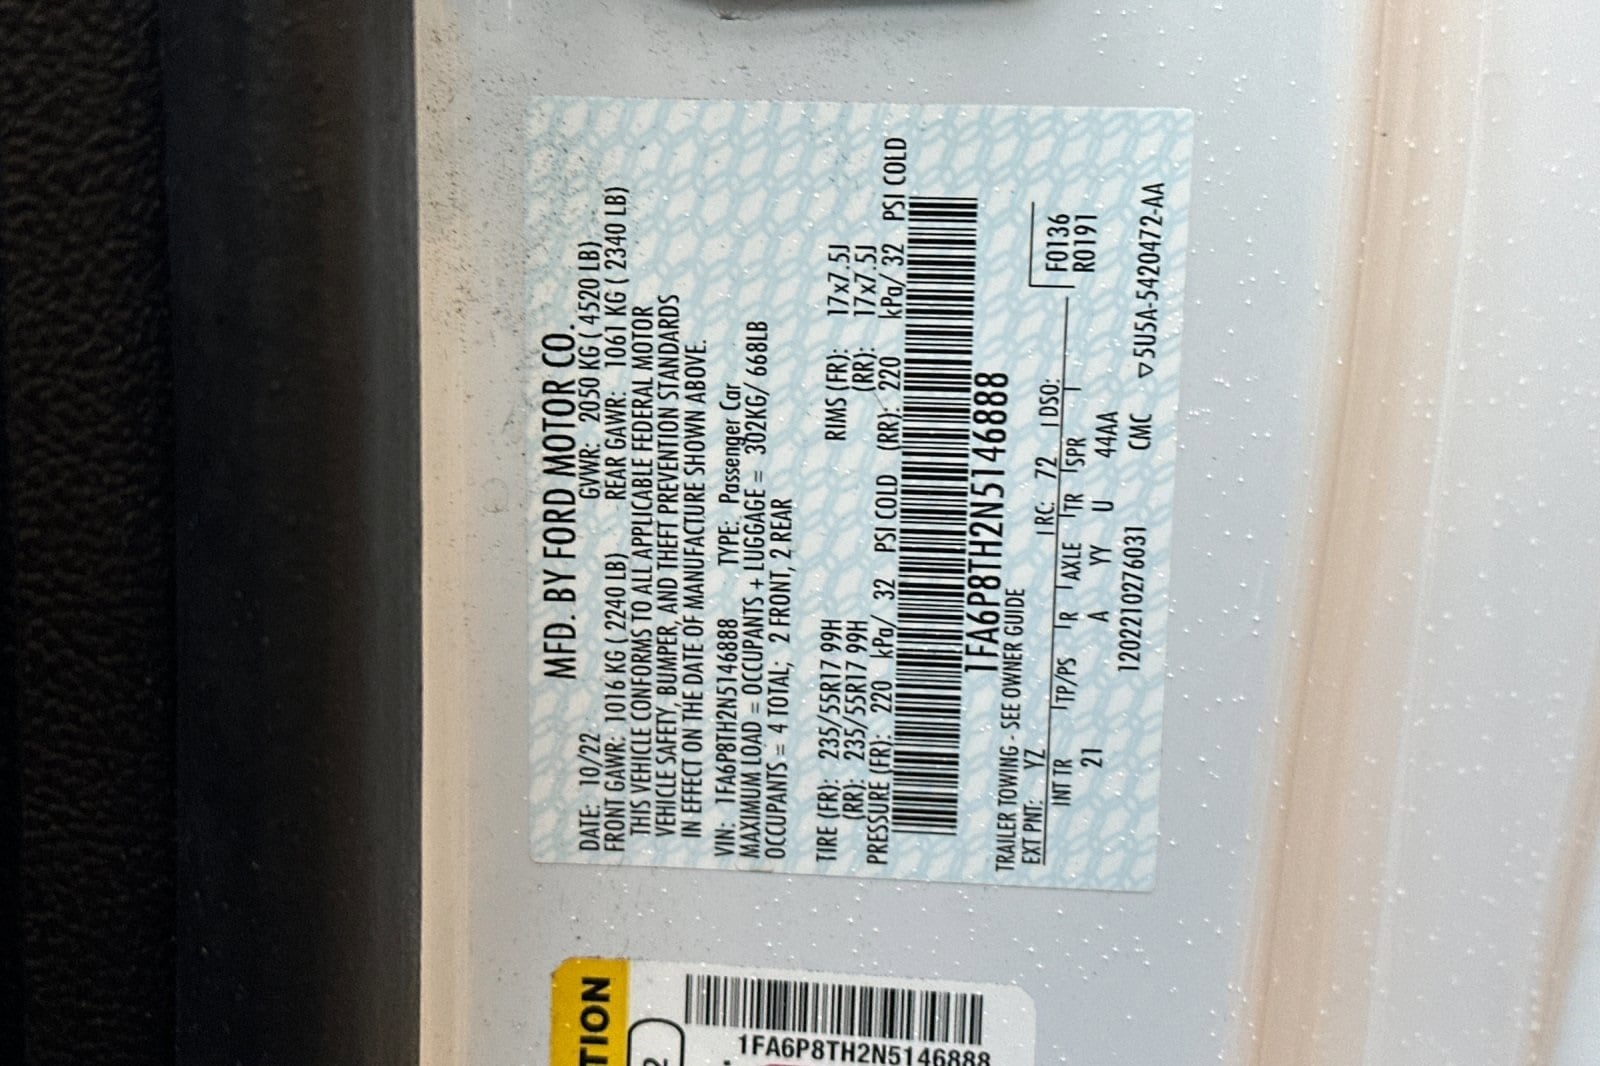 MFD. BY FORD MOTOR CO.
DATE: 10/22 GVWR: 2050 KG ( 4520 LB)
FRONT GAWR: 1016 KG ( 2240 LB) REAR GAWR: 1061 KG ( 2340 LB)
THIS VEHICLE CONFORMS TO ALL APPLICABLE FEDERAL MOTOR
VEHICLE SAFETY, BUMPER, AND THEFT PREVENTION STANDARDS
IN EFFECT ON THE DATE OF MANUFACTURE SHOWN ABOVE.
VIN: 1FA6P8TH2N5146888 TYPE: Passenger Car
MAXIMUM LOAD = OCCUPANTS + LUGGAGE = 302KG/ 668LB
OCCUPANTS = 4 TOTAL; 2 FRONT, 2 REAR
TIRE (FR): 235/55R17 99H RIMS (FR): 17x7.5J
(RR): 235/55R17 99H (RR): 17x7.5J
PRESSURE (FR): 220 kPa/ 32 PSI COLD (RR): 220 kPa/ 32 PSI COLD
1FA6P8TH2N5146888
TRAILER TOWING - SEE OWNER GUIDE
EXT PNT: YZ RC: 72 DSO: F0136
R0191
INT TR TP/PS R AXLE TR SPR
21 A YY U 44AA
120221027603​1 CMC ▽5U5A-5420472-AA
TION
1FA6P8TH2N5146888